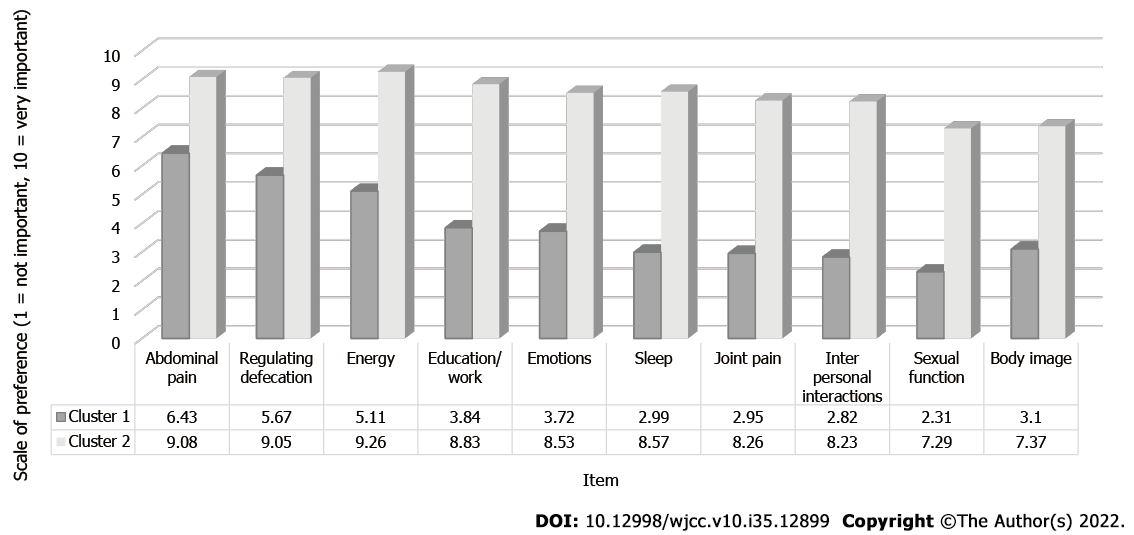 Scale of preference (1 = not important, 10 = very important)
10
9
8
7
6
5
4
3
2
1
0
Abdominal pain Regulating defecation Energy Education/ work Emotions Sleep Joint pain Inter personal interactions Sexual function Body image
Cluster 1 6.43 5.67 5.11 3.84 3.72 2.99 2.95 2.82 2.31 3.1
Cluster 2 9.08 9.05 9.26 8.83 8.53 8.57 8.26 8.23 7.29 7.37
Item
DOI: 10.12998/wjcc.v10.i35.12899 Copyright ©The Author(s) 2022.